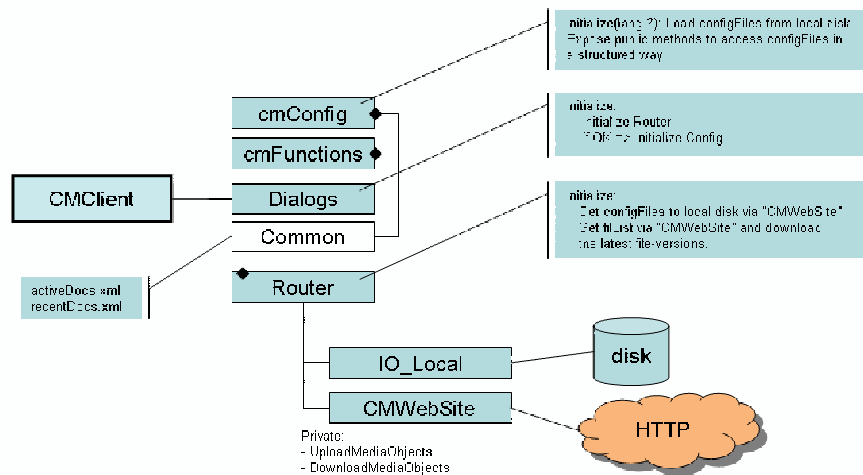 Initialize(lang ?): Load configFiles from local disk
Expose public methods to access configFiles in
a structured way
cmConfig
Initialize:
Initialize Router
Initialize Config
cmFunctions
CMClient
Dialogs
Initialize:
Get configFiles to local disk via "CMWebSite"
Get fileList via "CMWebSite" and download
the latest file-versions.
Common
activeDocs.xml
recentDocs.xml
Router
IO_Local
disk
CMWebSite
HTTP
Private:
- UploadMediaObjects
- DownloadMediaObjects